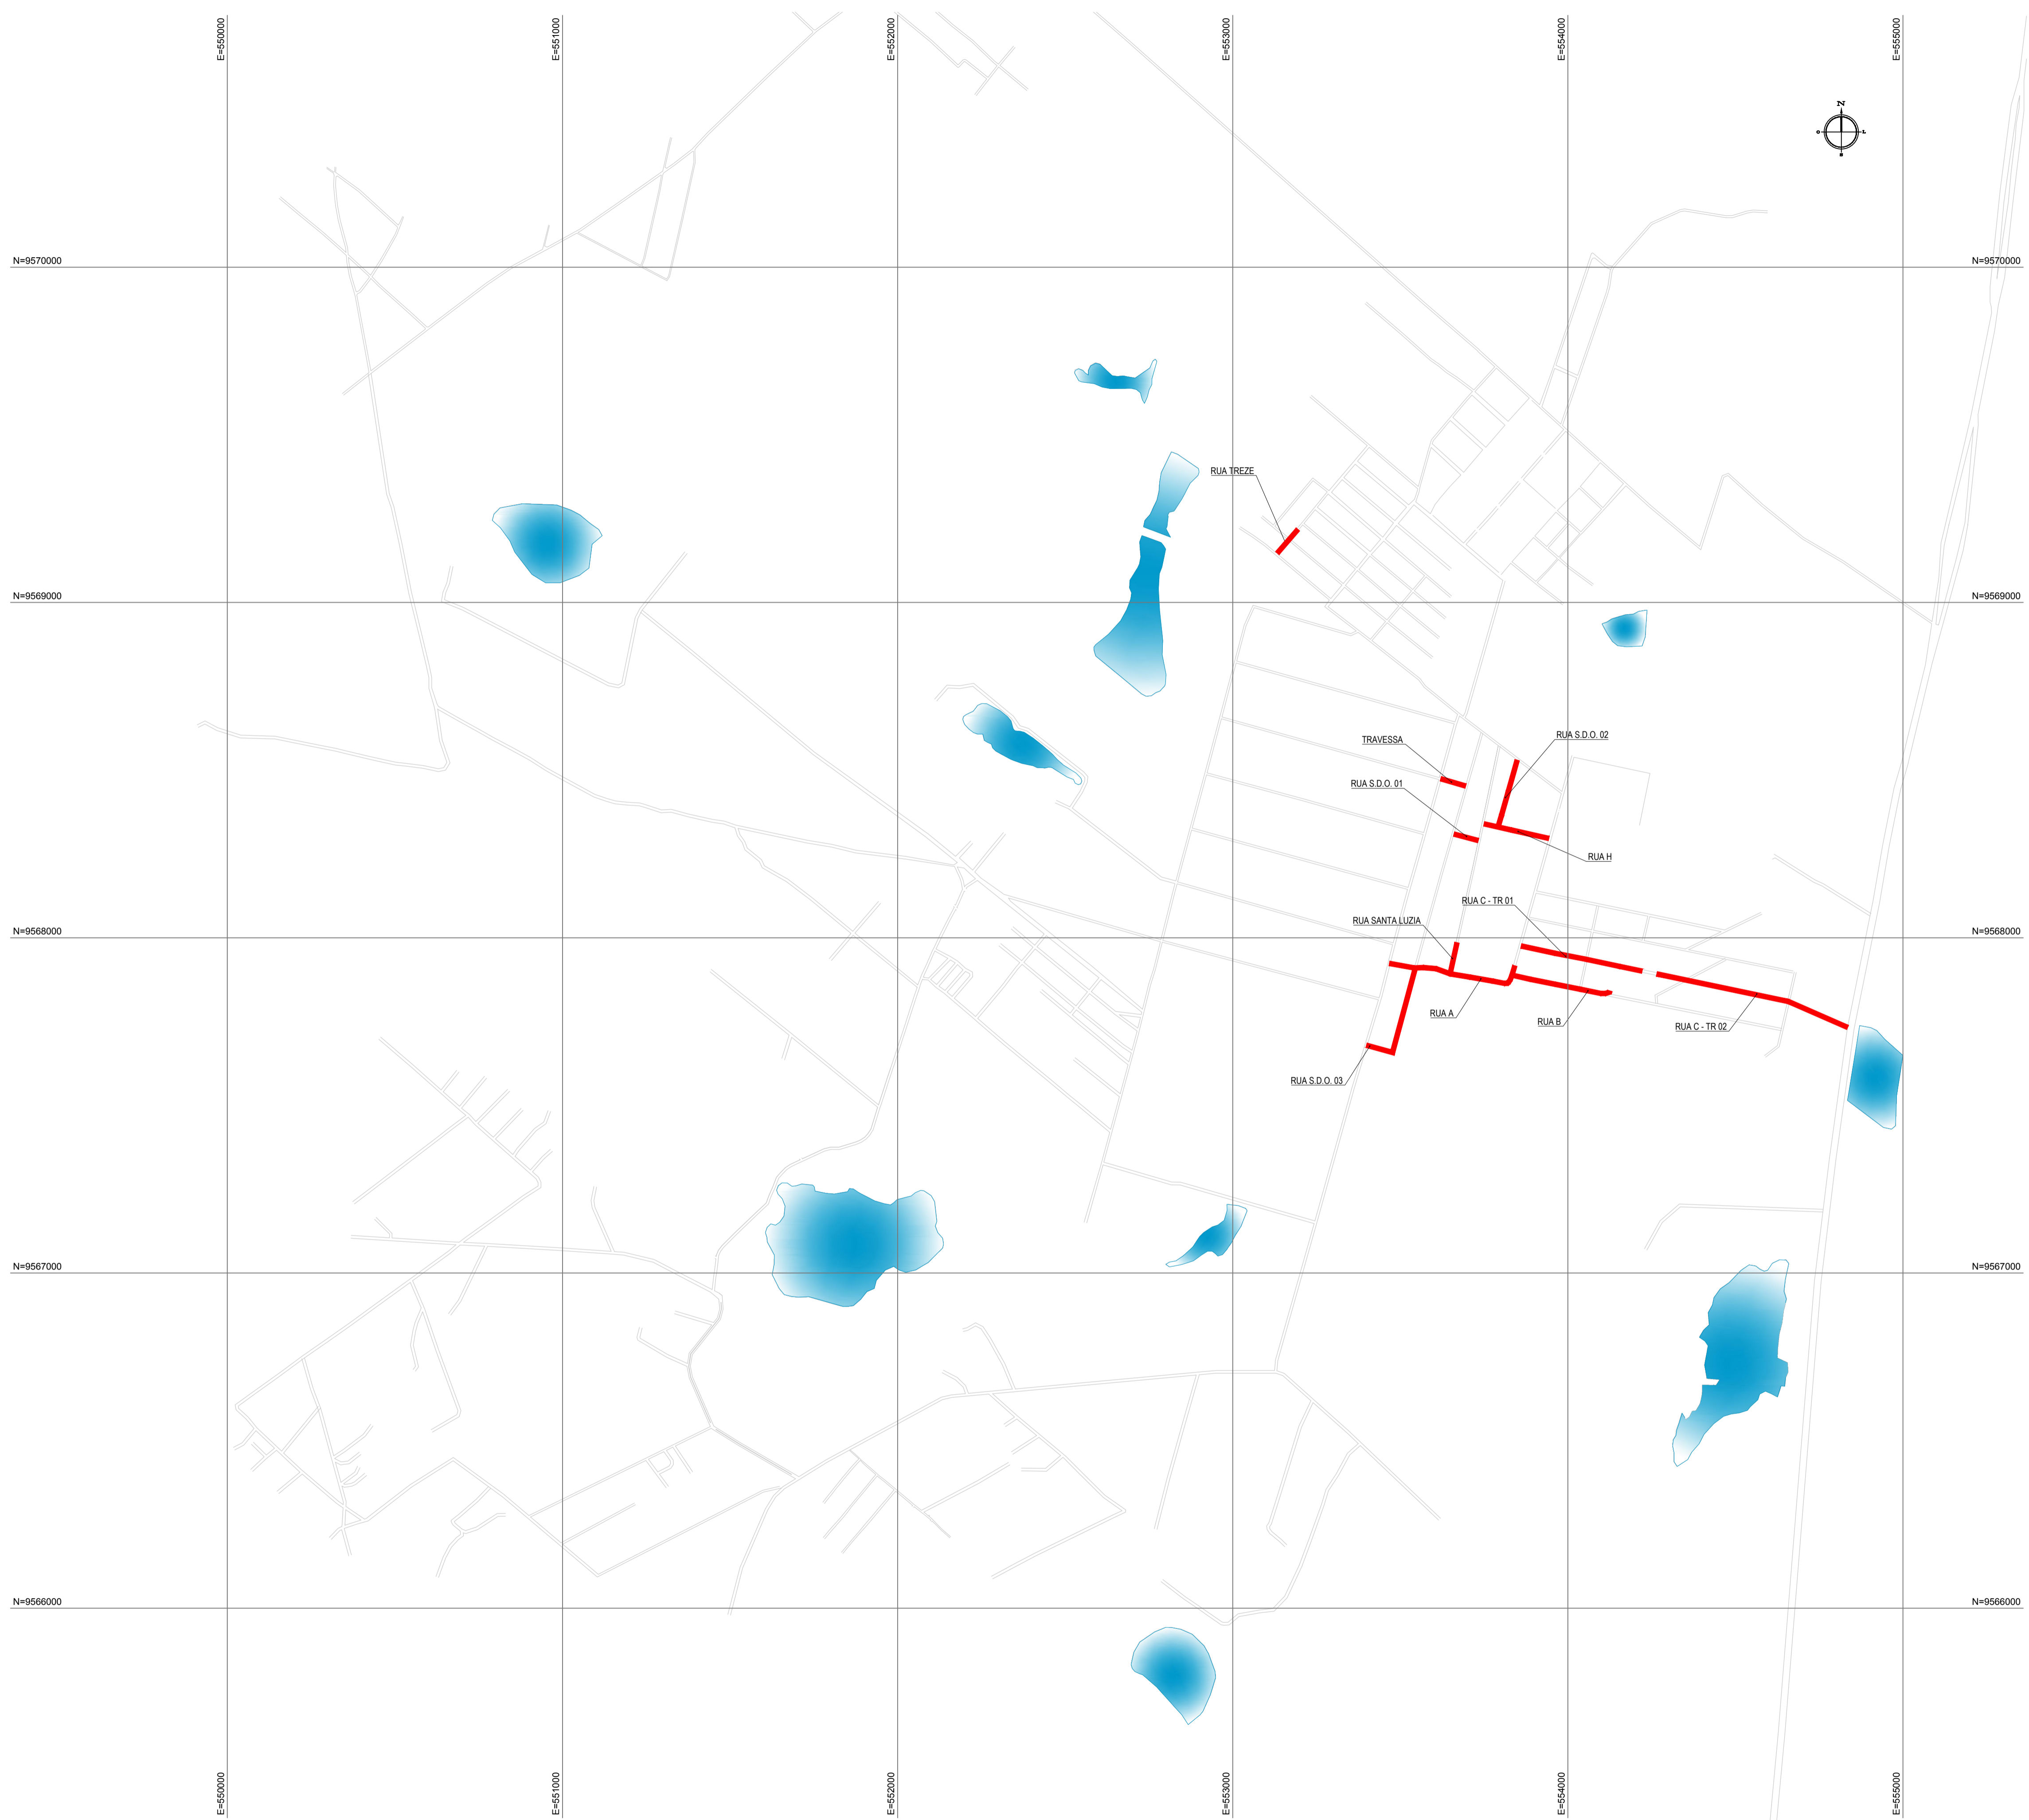 E=550000
E=551000
E=552000
E=553000
E=554000
E=555000
N
O
L
S
N=9570000
N=9570000
RUA TREZE
N=9569000
N=9569000
RUA S.D.O. 02
TRAVESSA
RUA S.D.O. 01
RUA H
RUA C - TR 01
RUA SANTA LUZIA
N=9568000
N=9568000
RUA A
RUA B
RUA C - TR 02
RUA S.D.O. 03
N=9567000
N=9567000
N=9566000
N=9566000
E=550000
E=551000
E=552000
E=553000
E=554000
E=555000